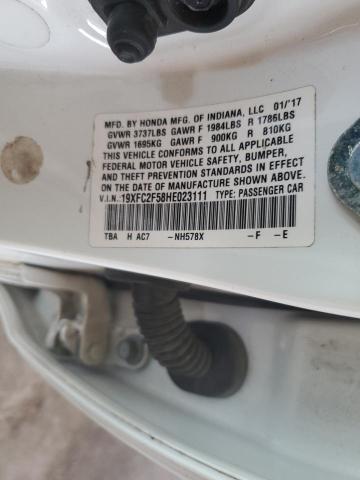 MFD. BY HONDA MFG. OF INDIANA, LLC 01/'17
GVWR 3737LBS GAWR F 1984LBS R 1786LBS
GVWR 1695KG GAWR F 900KG R 810KG
THIS VEHICLE CONFORMS TO ALL APPLICABLE
FEDERAL MOTOR VEHICLE SAFETY, BUMPER,
AND THEFT PREVENTION STANDARDS IN EFFECT
ON THE DATE OF MANUFACTURE SHOWN ABOVE.
V.I.N.: 19XFC2F58HE023111 TYPE: PASSENGER CAR
TBA H AC7 -NH578X -F -E